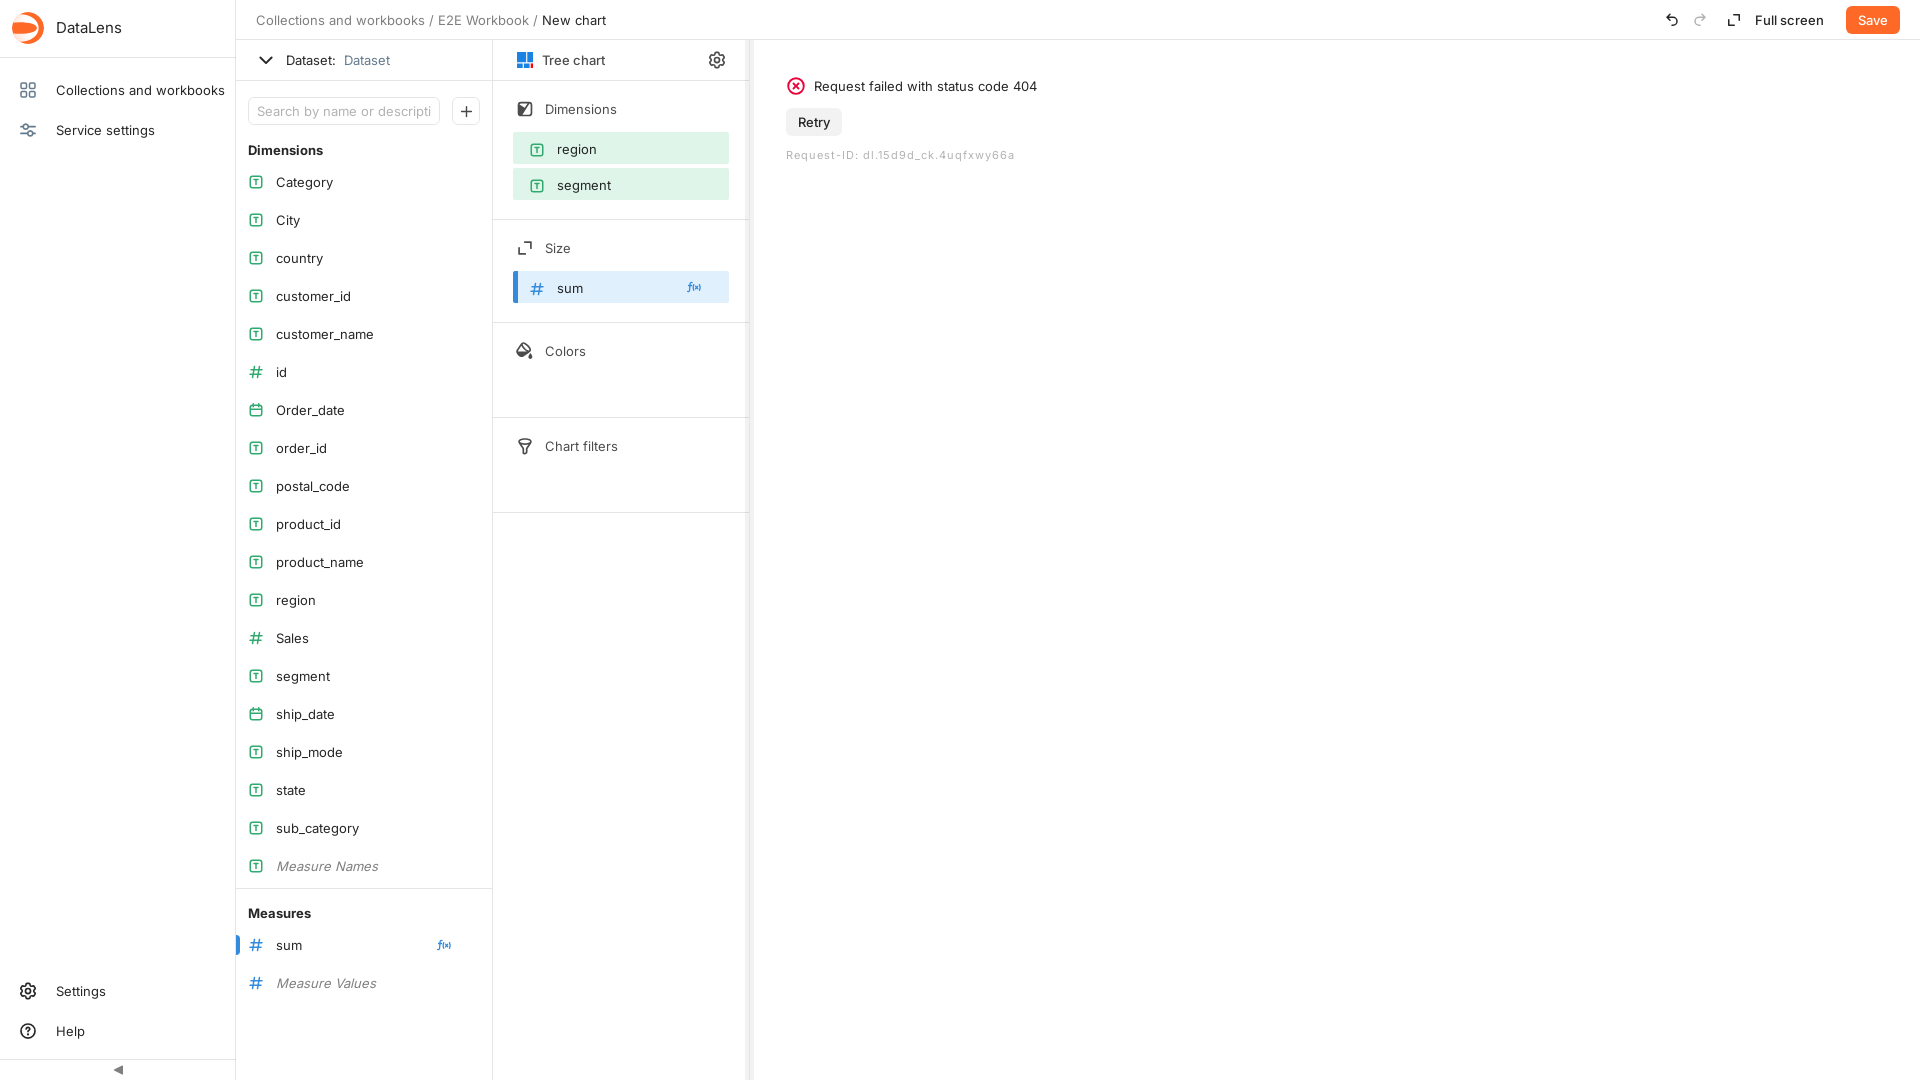 DataLens
Collections and workbooks
Service settings
Settings
Help
Collections and workbooks / E2E Workbook / New chart
Full screen
Save
Dataset: Dataset
Search by name or descripti
Dimensions
Category
City
country
customer_id
customer_name
id
Order_date
order_id
postal_code
product_id
product_name
region
Sales
segment
ship_date
ship_mode
state
sub_category
Measure Names
Measures
sum
Measure Values
Tree chart
Dimensions
region
segment
Size
sum
Colors
Chart filters
Request failed with status code 404
Retry
Request-ID: dl.15d9d_ck.4uqfxwy66a